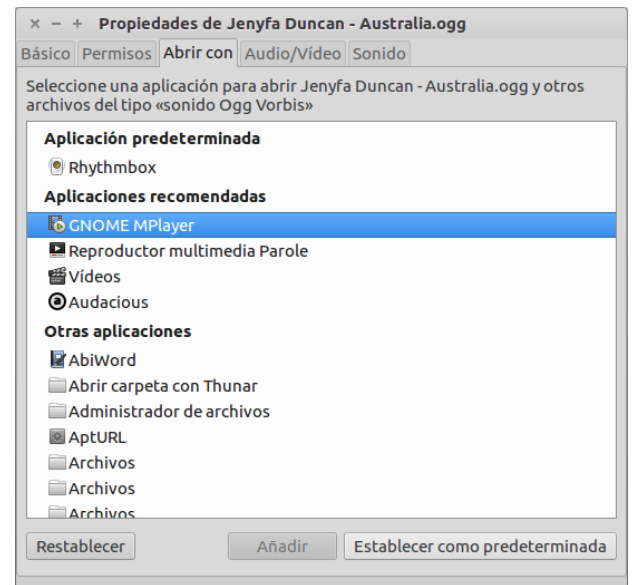 × − + Propiedades de Jenyfa Duncan - Australia.ogg
Básico Permisos Abrir con Audio/Vídeo Sonido
Seleccione una aplicación para abrir Jenyfa Duncan - Australia.ogg y otros
archivos del tipo «sonido Ogg Vorbis»
Aplicación predeterminada
Rhythmbox
Aplicaciones recomendadas
GNOME MPlayer
Reproductor multimedia Parole
Vídeos
Audacious
Otras aplicaciones
AbiWord
Abrir carpeta con Thunar
Administrador de archivos
AptURL
Archivos
Archivos
Archivos
Restablecer Añadir Establecer como predeterminada